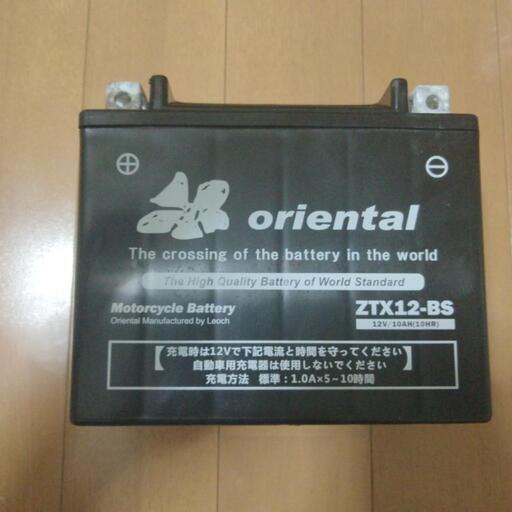 oriental
The crossing of the battery in the world
The High Quality Battery of World Standard
Motorcycle Battery
Oriental Manufactured by Leoch
ZTX12-BS
12V/10AH(10HR)
【充電時は12Vで下記電流と時間を守ってください
自動車用充電器は使用しないでください
充電方法 標準：1.0A×5～10時間】